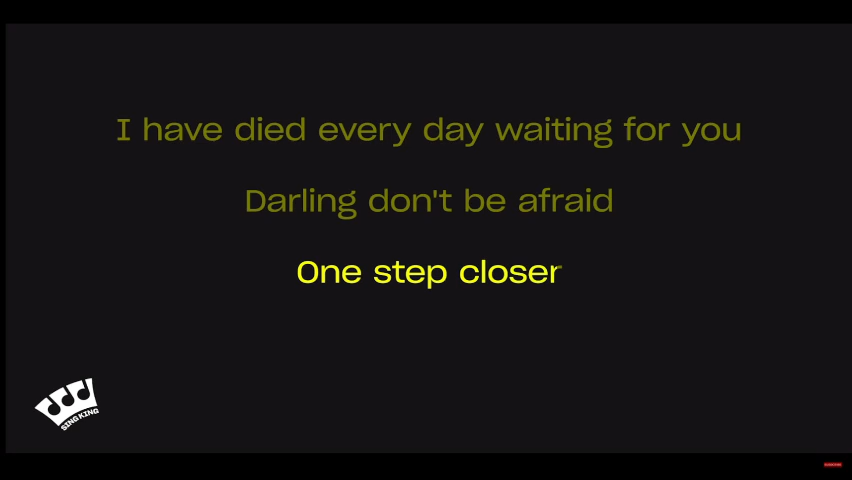 I have died every day waiting for you
Darling don't be afraid
One step closer
SING KING